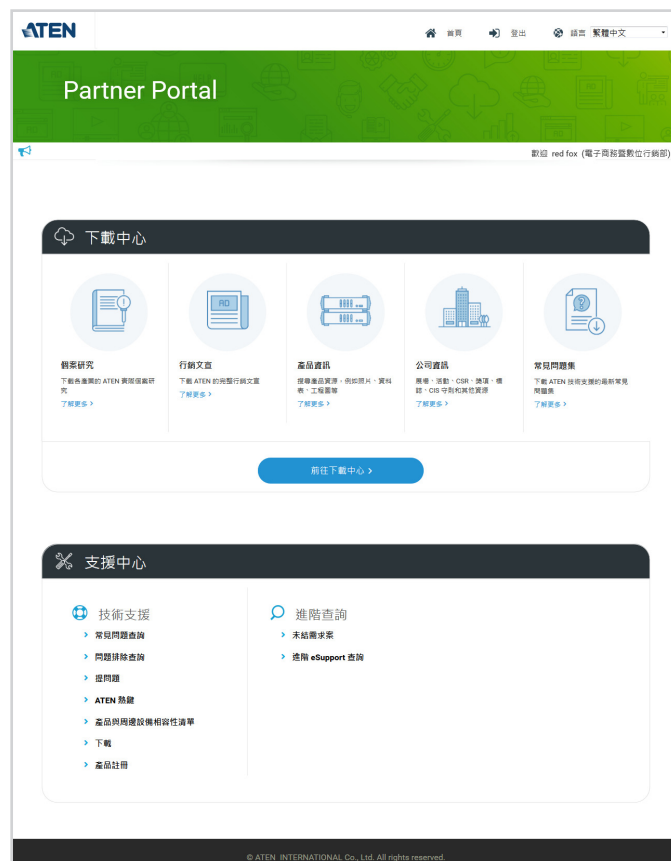 ATEN
首頁
登出
語言 繁體中文
Partner Portal
歡迎 red fox (電子商務暨數位行銷部)
下載中心
AD
個案研究
下載各產業的 ATEN 實際個案研
究
了解更多 >
行銷文宣
下載 ATEN 的完整行銷文宣
了解更多 >
產品資訊
搜尋產品資源，例如照片、資料
表、工程圖等
了解更多 >
公司資訊
展場、活動、CSR、獎項、標
誌、CIS 守則和其他資源
了解更多 >
常見問題集
下載 ATEN 技術支援的最新常見
問題集
了解更多 >
前往下載中心 >
支援中心
技術支援
> 常見問題查詢
> 問題排除查詢
> 提問題
> ATEN 熱鍵
> 產品與周邊設備相容性清單
> 下載
> 產品註冊
進階查詢
> 未結需求案
> 進階 eSupport 查詢
© ATEN INTERNATIONAL Co., Ltd. All rights reserved.